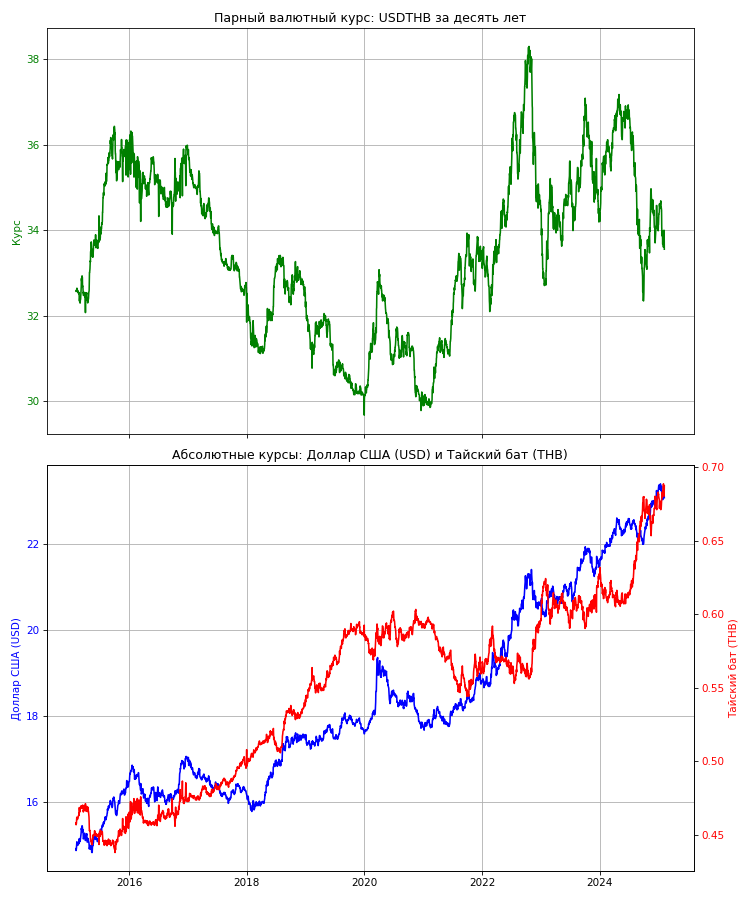 Парный валютный курс: USDTHB за десять лет
38
36
34
32
30
Курс
Абсолютные курсы: Доллар США (USD) и Тайский бат (THB)
22
20
18
16
Доллар США (USD)
0.70
0.65
0.60
0.55
0.50
0.45
Тайский бат (THB)
2016 2018 2020 2022 2024